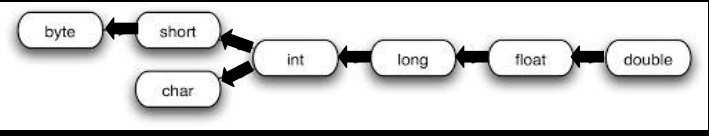 byte
short
char
int
long
float
double